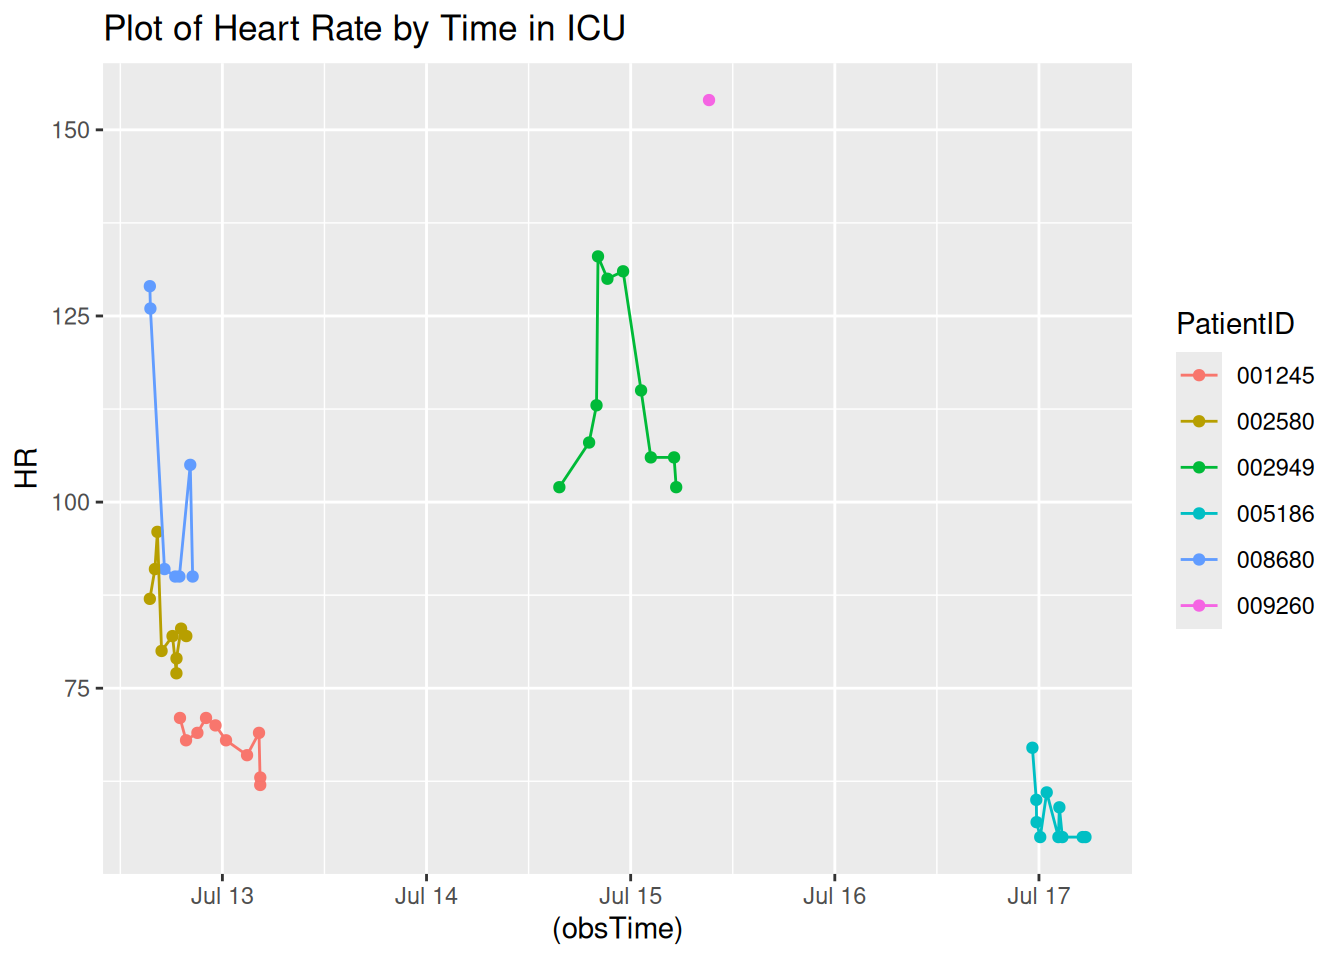 Plot of Heart Rate by Time in ICU
150
125
100
75
HR
Jul 13
Jul 14
Jul 15
Jul 16
Jul 17
(obsTime)
PatientID
001245
002580
002949
005186
008680
009260